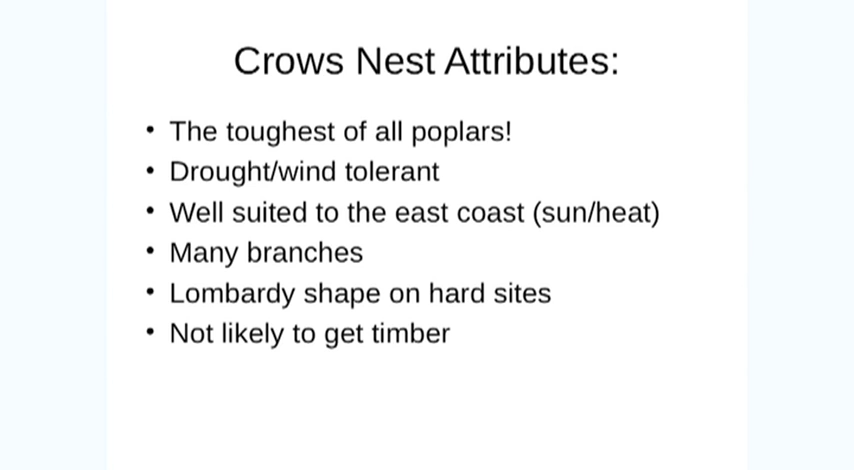 Crows Nest Attributes:
• The toughest of all poplars!
• Drought/wind tolerant
• Well suited to the east coast (sun/heat)
• Many branches
• Lombardy shape on hard sites
• Not likely to get timber